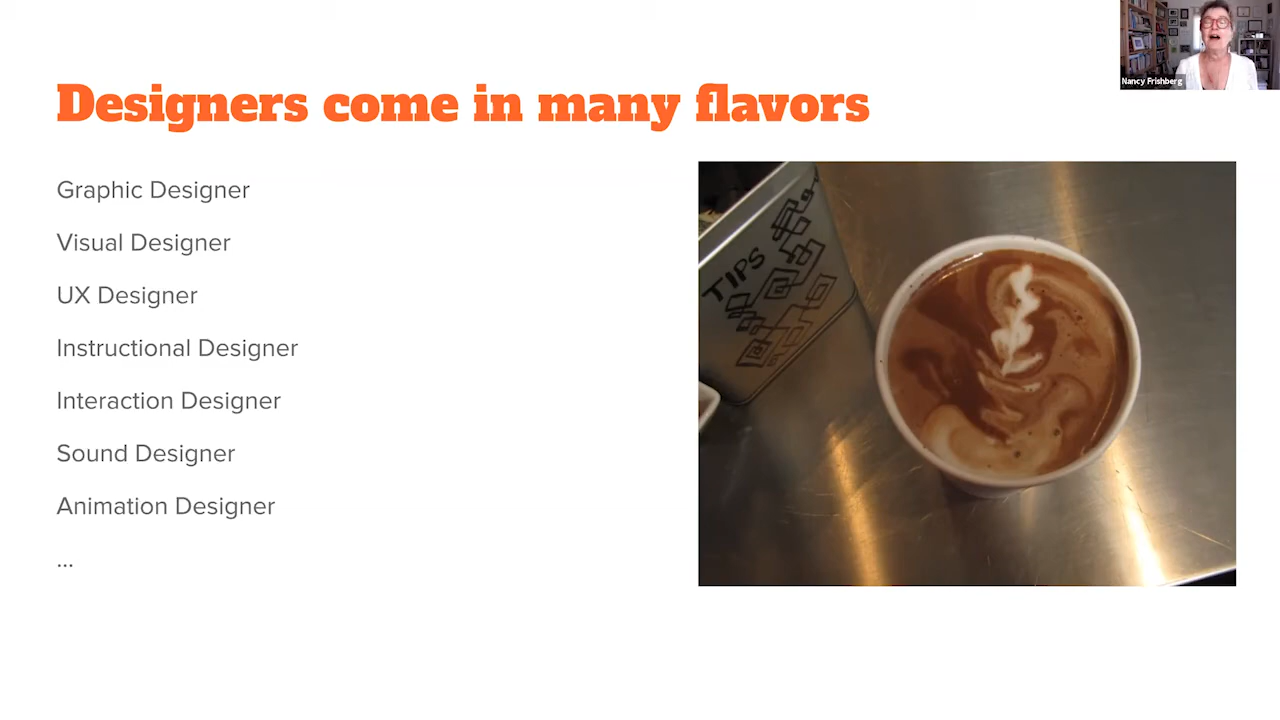 Nancy Frishberg
Designers come in many flavors
Graphic Designer
Visual Designer
UX Designer
Instructional Designer
Interaction Designer
Sound Designer
Animation Designer
...
TIPS